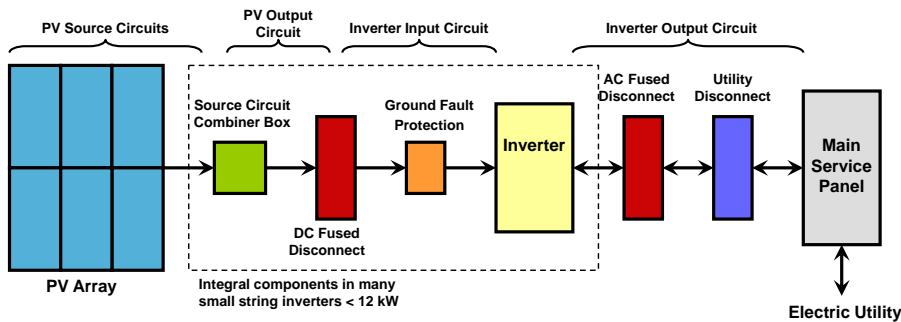 PV Source Circuits
PV Output
Circuit
Inverter Input Circuit
Inverter Output Circuit
Source Circuit
Combiner Box
Ground Fault
Protection
AC Fused
Disconnect
Utility
Disconnect
Inverter
Main
Service
Panel
DC Fused
Disconnect
PV Array
Integral components in many
small string inverters < 12 kW
Electric Utility